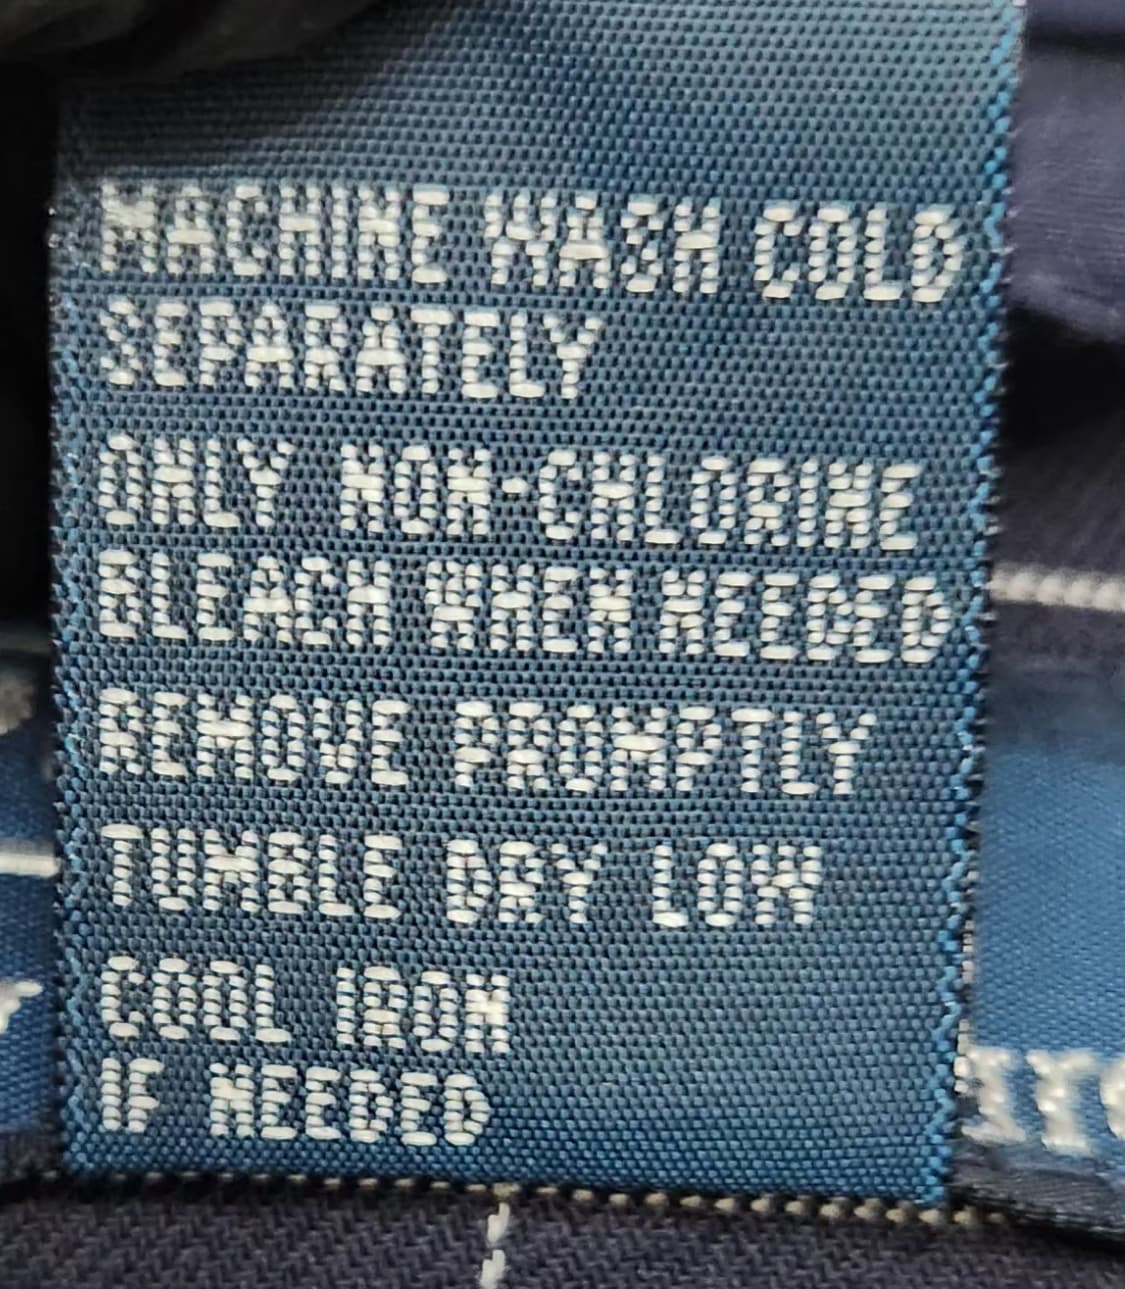 MACHINE WASH COLD
SEPARATELY
ONLY NON-CHLORINE
BLEACH WHEN NEEDED
REMOVE PROMPTLY
TUMBLE DRY LOW
COOL IRON
IF NEEDED